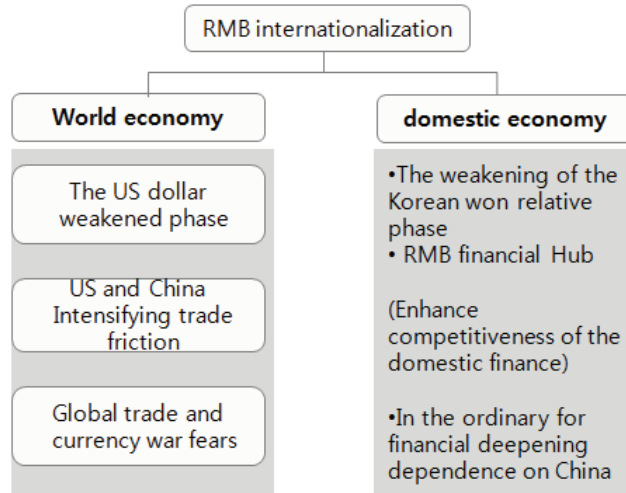 RMB internationalization
World economy
The US dollar
weakened phase
US and China
Intensifying trade
friction
Global trade and
currency war fears
domestic economy
•The weakening of the
Korean won relative
phase
• RMB financial Hub
(Enhance
competitiveness of the
domestic finance)
•In the ordinary for
financial deepening
dependence on China